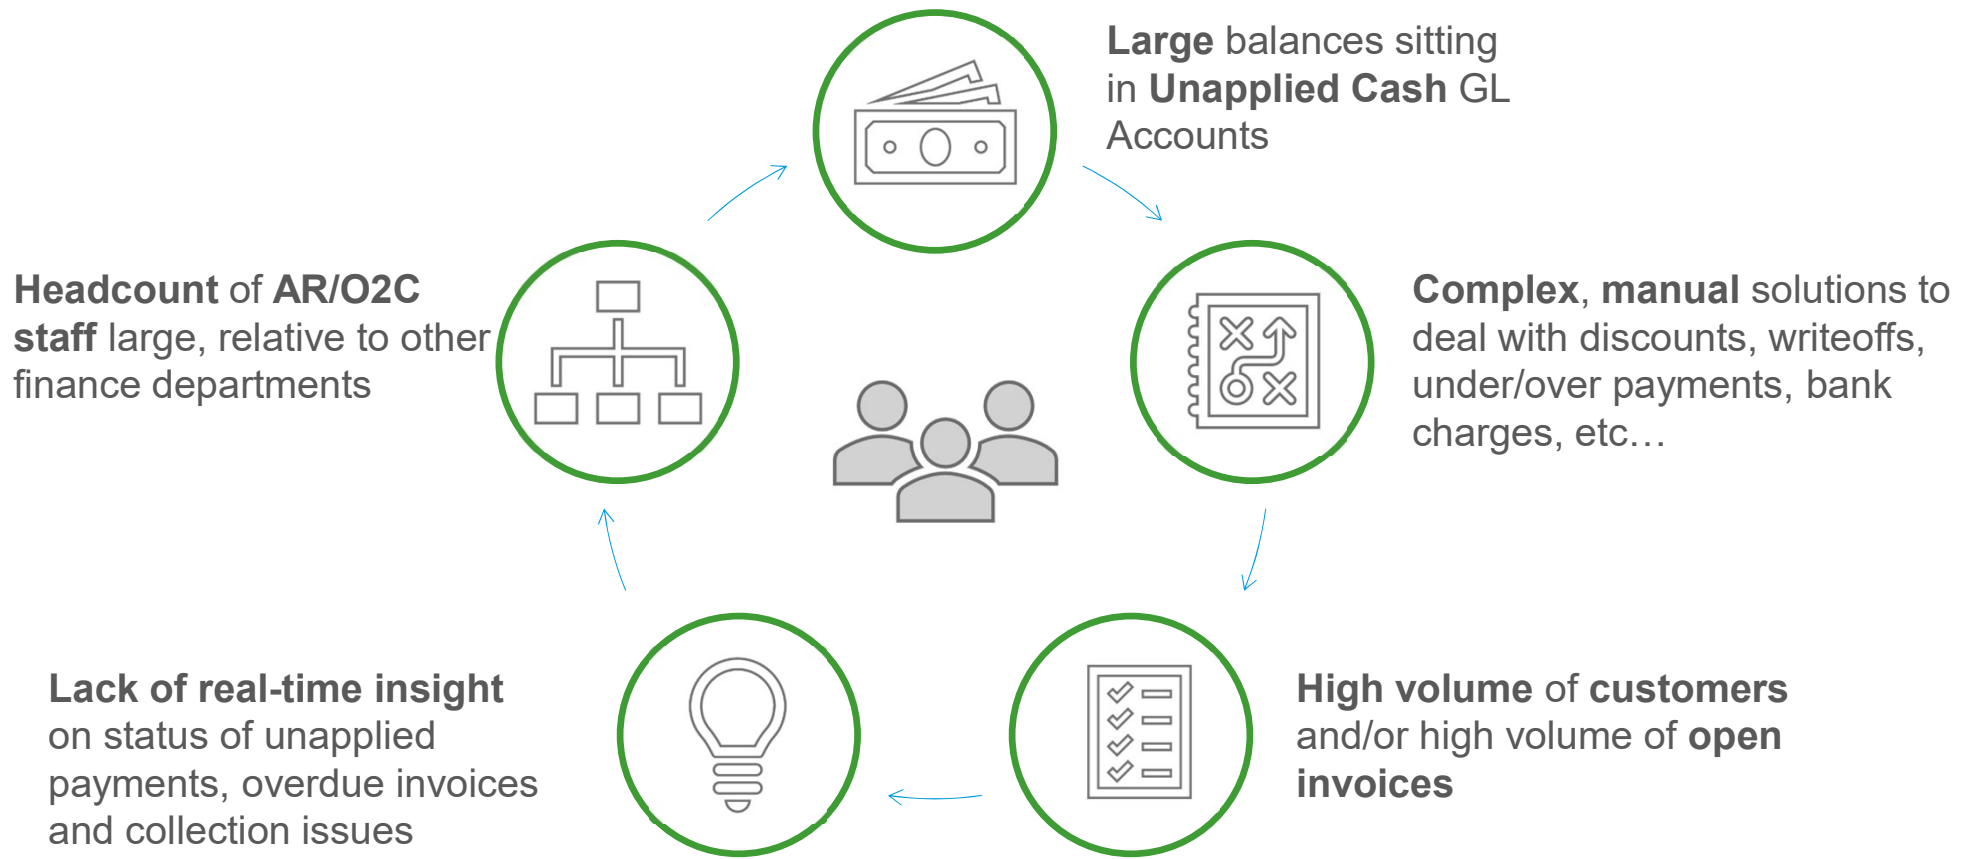 Large balances sitting
in Unapplied Cash GL
Accounts
Complex, manual solutions to
deal with discounts, writeoffs,
under/over payments, bank
charges, etc…
High volume of customers
and/or high volume of open
invoices
Lack of real-time insight
on status of unapplied
payments, overdue invoices
and collection issues
Headcount of AR/O2C
staff large, relative to other
finance departments